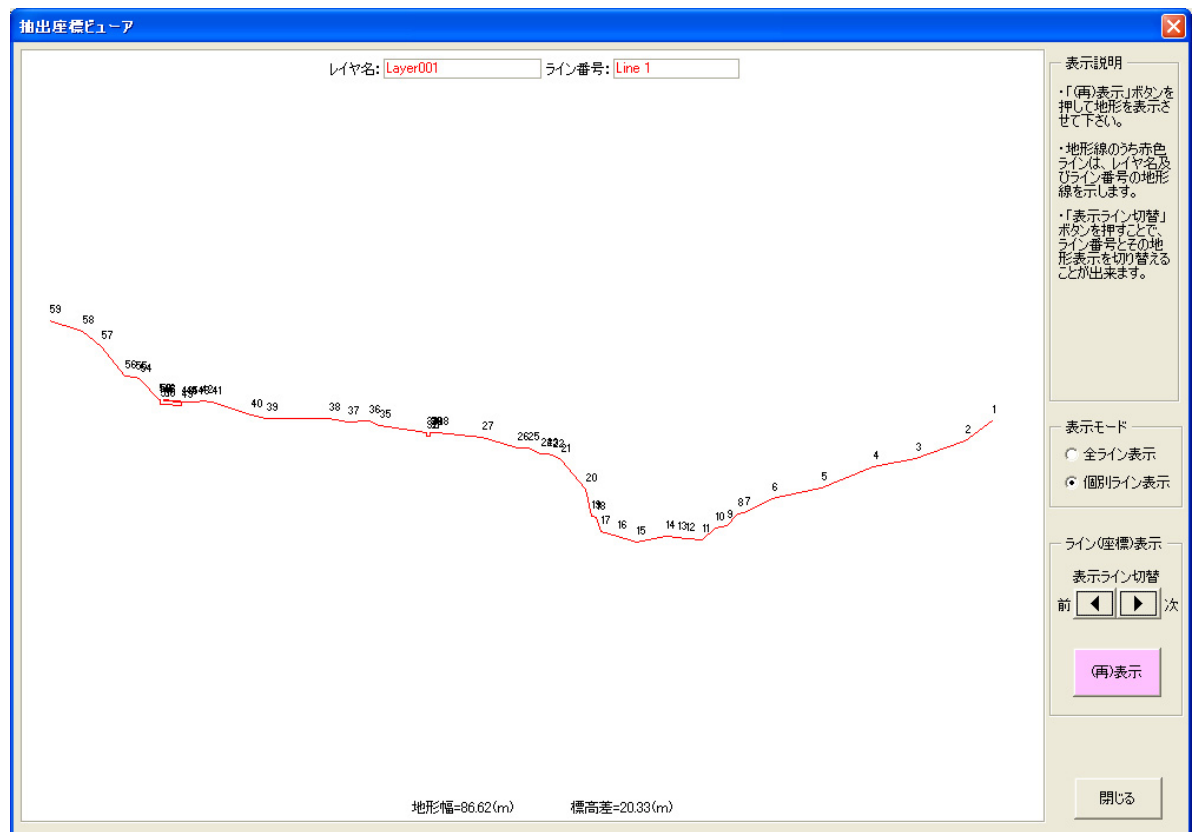 抽出座標ビューア
レイヤ名: Layer001 ライン番号: Line 1
表示説明
・「(再)表示」ボタンを
押して地形を表示さ
せて下さい。
・地形線のうち赤色
ラインは、レイヤ名及
びライン番号の地形
線を示します。
・「表示ライン切替」
ボタンを押すことで、
ライン番号とその地
形表示を切り替える
ことが出来ます。
59
58
57
56
54
41
40
39
38
37
36
35
27
26
25
21
20
17
16
15
14
13
12
11
10
9
8
7
6
5
4
3
2
1
表示モード
全ライン表示
個別ライン表示
ライン(座標)表示
表示ライン切替
前 次
(再)表示
閉じる
地形幅=86.62(m) 標高差=20.33(m)